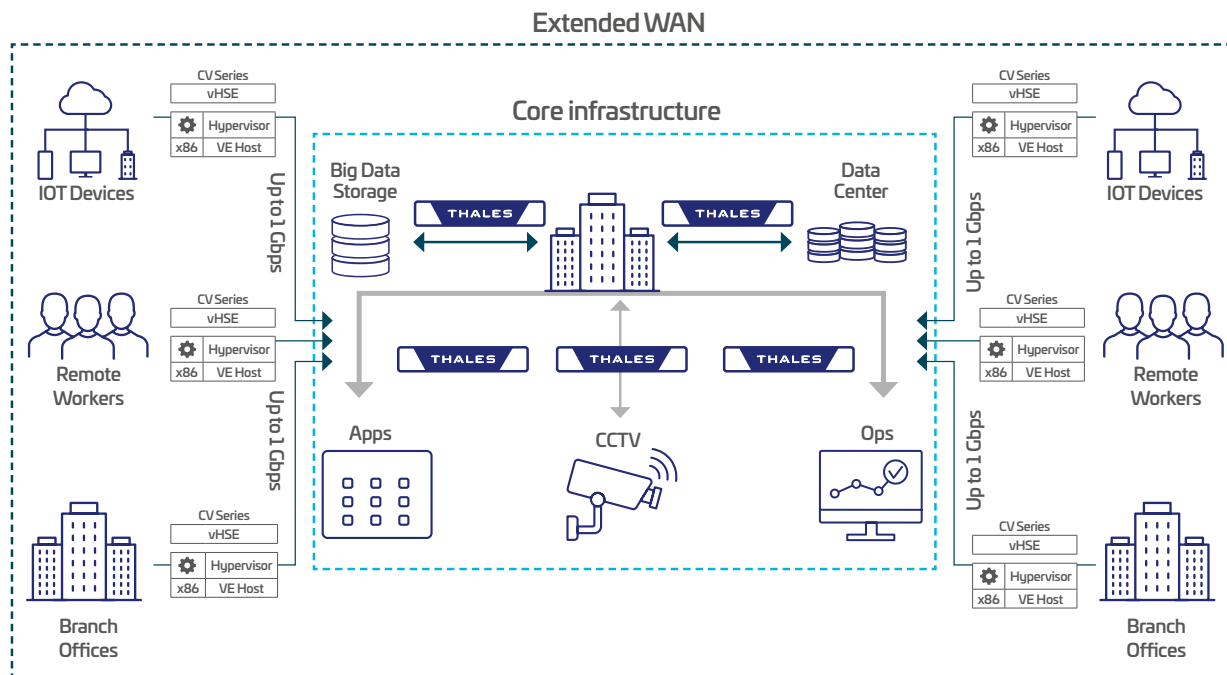 Extended WAN
CV Series
vHSE
Hypervisor
x86
VE Host
IOT Devices
Up to 1 Gbps
CV Series
vHSE
Hypervisor
x86
VE Host
Remote
Workers
Up to 1 Gbps
CV Series
vHSE
Hypervisor
x86
VE Host
Branch
Offices
Core infrastructure
Big Data
Storage
THALES
THALES
Data
Center
THALES
THALES
THALES
Apps
CCTV
Ops
CV Series
vHSE
Hypervisor
x86
VE Host
IOT Devices
Up to 1 Gbps
CV Series
vHSE
Hypervisor
x86
VE Host
Remote
Workers
Up to 1 Gbps
CV Series
vHSE
Hypervisor
x86
VE Host
Branch
Offices